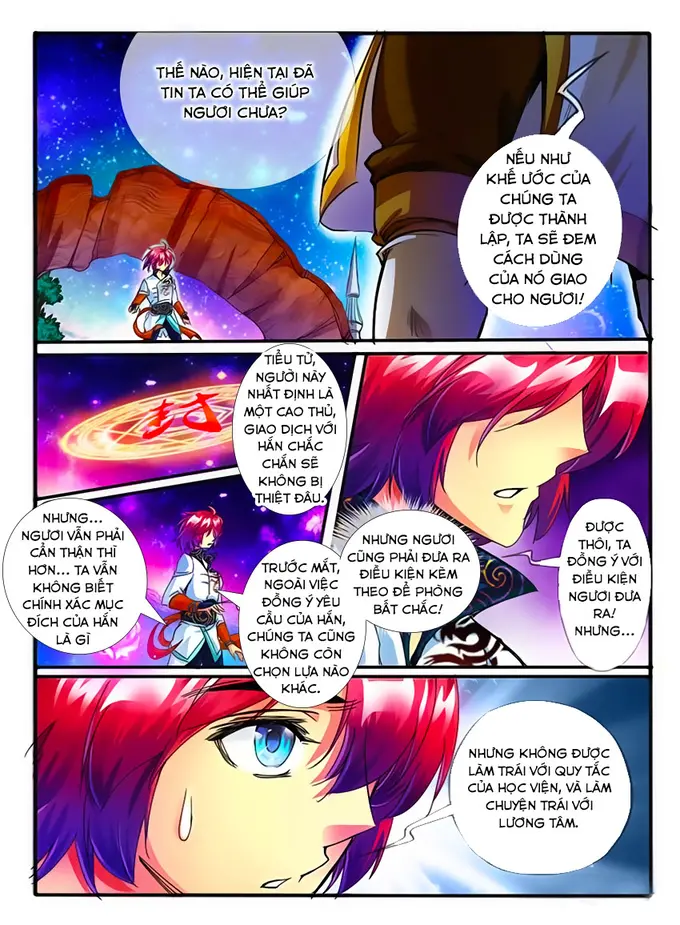 THẾ NÀO, HIỆN TẠI ĐÃ
TIN TA CÓ THỂ GIÚP
NGƯƠI CHƯA?
NẾU NHƯ
KHẾ ƯỚC CỦA
CHÚNG TA
ĐƯỢC THÀNH
LẬP, TA SẼ ĐEM
CÁCH DÙNG
CỦA NÓ GIAO
CHO NGƯƠI!
TIỂU TỬ,
NGƯỜI NÀY
NHẤT ĐỊNH LÀ
MỘT CAO THỦ,
GIAO DỊCH VỚI
HẮN CHẮC
CHẮN SẼ
KHÔNG BỊ
THIỆT ĐÂU.
封
NHƯNG...
NGƯƠI VẪN PHẢI
CẨN THẬN THÌ
HƠN... TA VẪN
KHÔNG BIẾT
CHÍNH XÁC MỤC
ĐÍCH CỦA HẮN
LÀ GÌ
TRƯỚC MẮT,
NGOÀI VIỆC
ĐỒNG Ý YÊU
CẦU CỦA HẮN,
CHÚNG TA CŨNG
KHÔNG CÒN
CHỌN LỰA NÀO
KHÁC.
NHƯNG NGƯƠI
CŨNG PHẢI ĐƯA RA
ĐIỀU KIỆN KÈM
THEO ĐỀ PHÒNG
BẤT CHẮC!
ĐƯỢC
THÔI, TA
ĐỒNG Ý VỚI
ĐIỀU KIỆN
NGƯƠI ĐƯA
RA!
NHƯNG...
NHƯNG KHÔNG ĐƯỢC
LÀM TRÁI VỚI QUY TẮC
CỦA HỌC VIỆN, VÀ LÀM
CHUYỆN TRÁI VỚI
LƯƠNG TÂM.